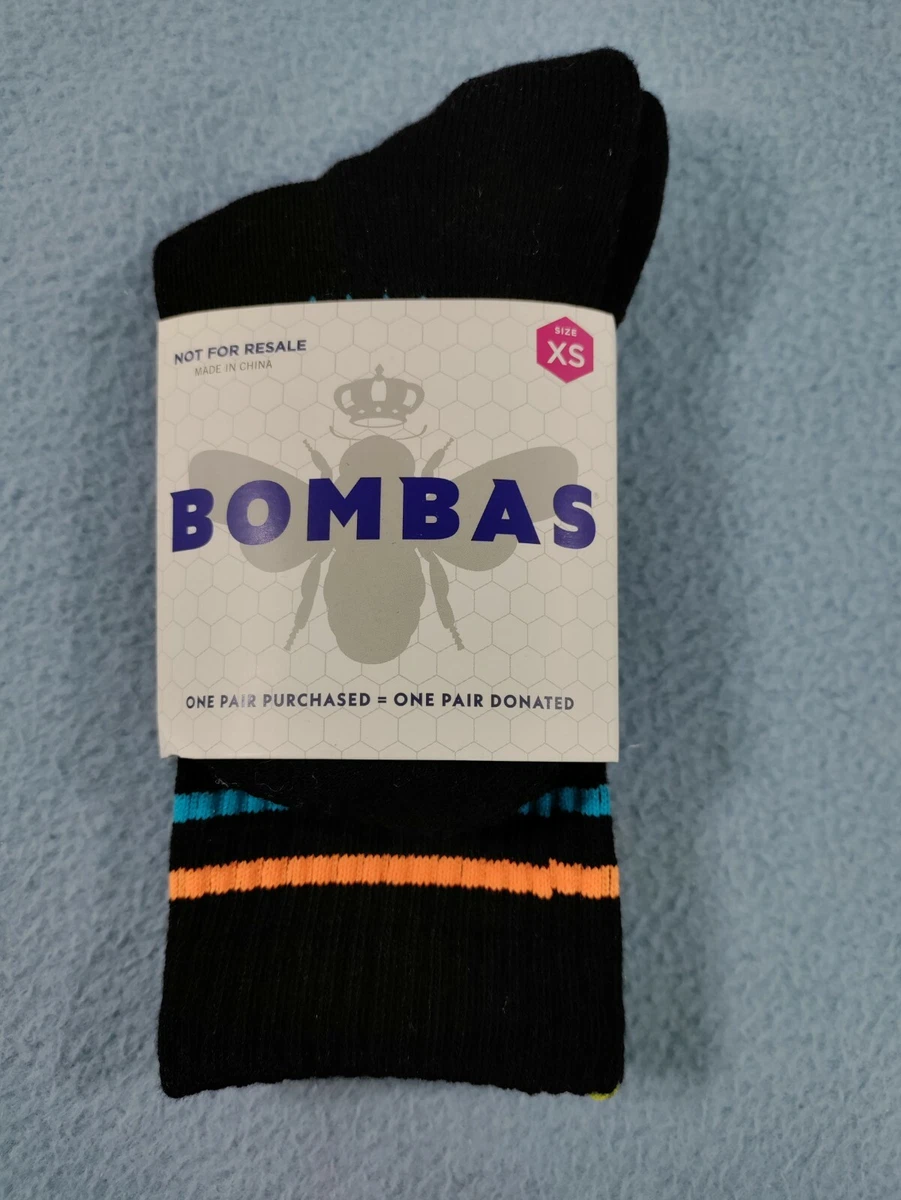 NOT FOR RESALE
MADE IN CHINA
SIZE
XS
BOMBAS
ONE PAIR PURCHASED = ONE PAIR DONATED